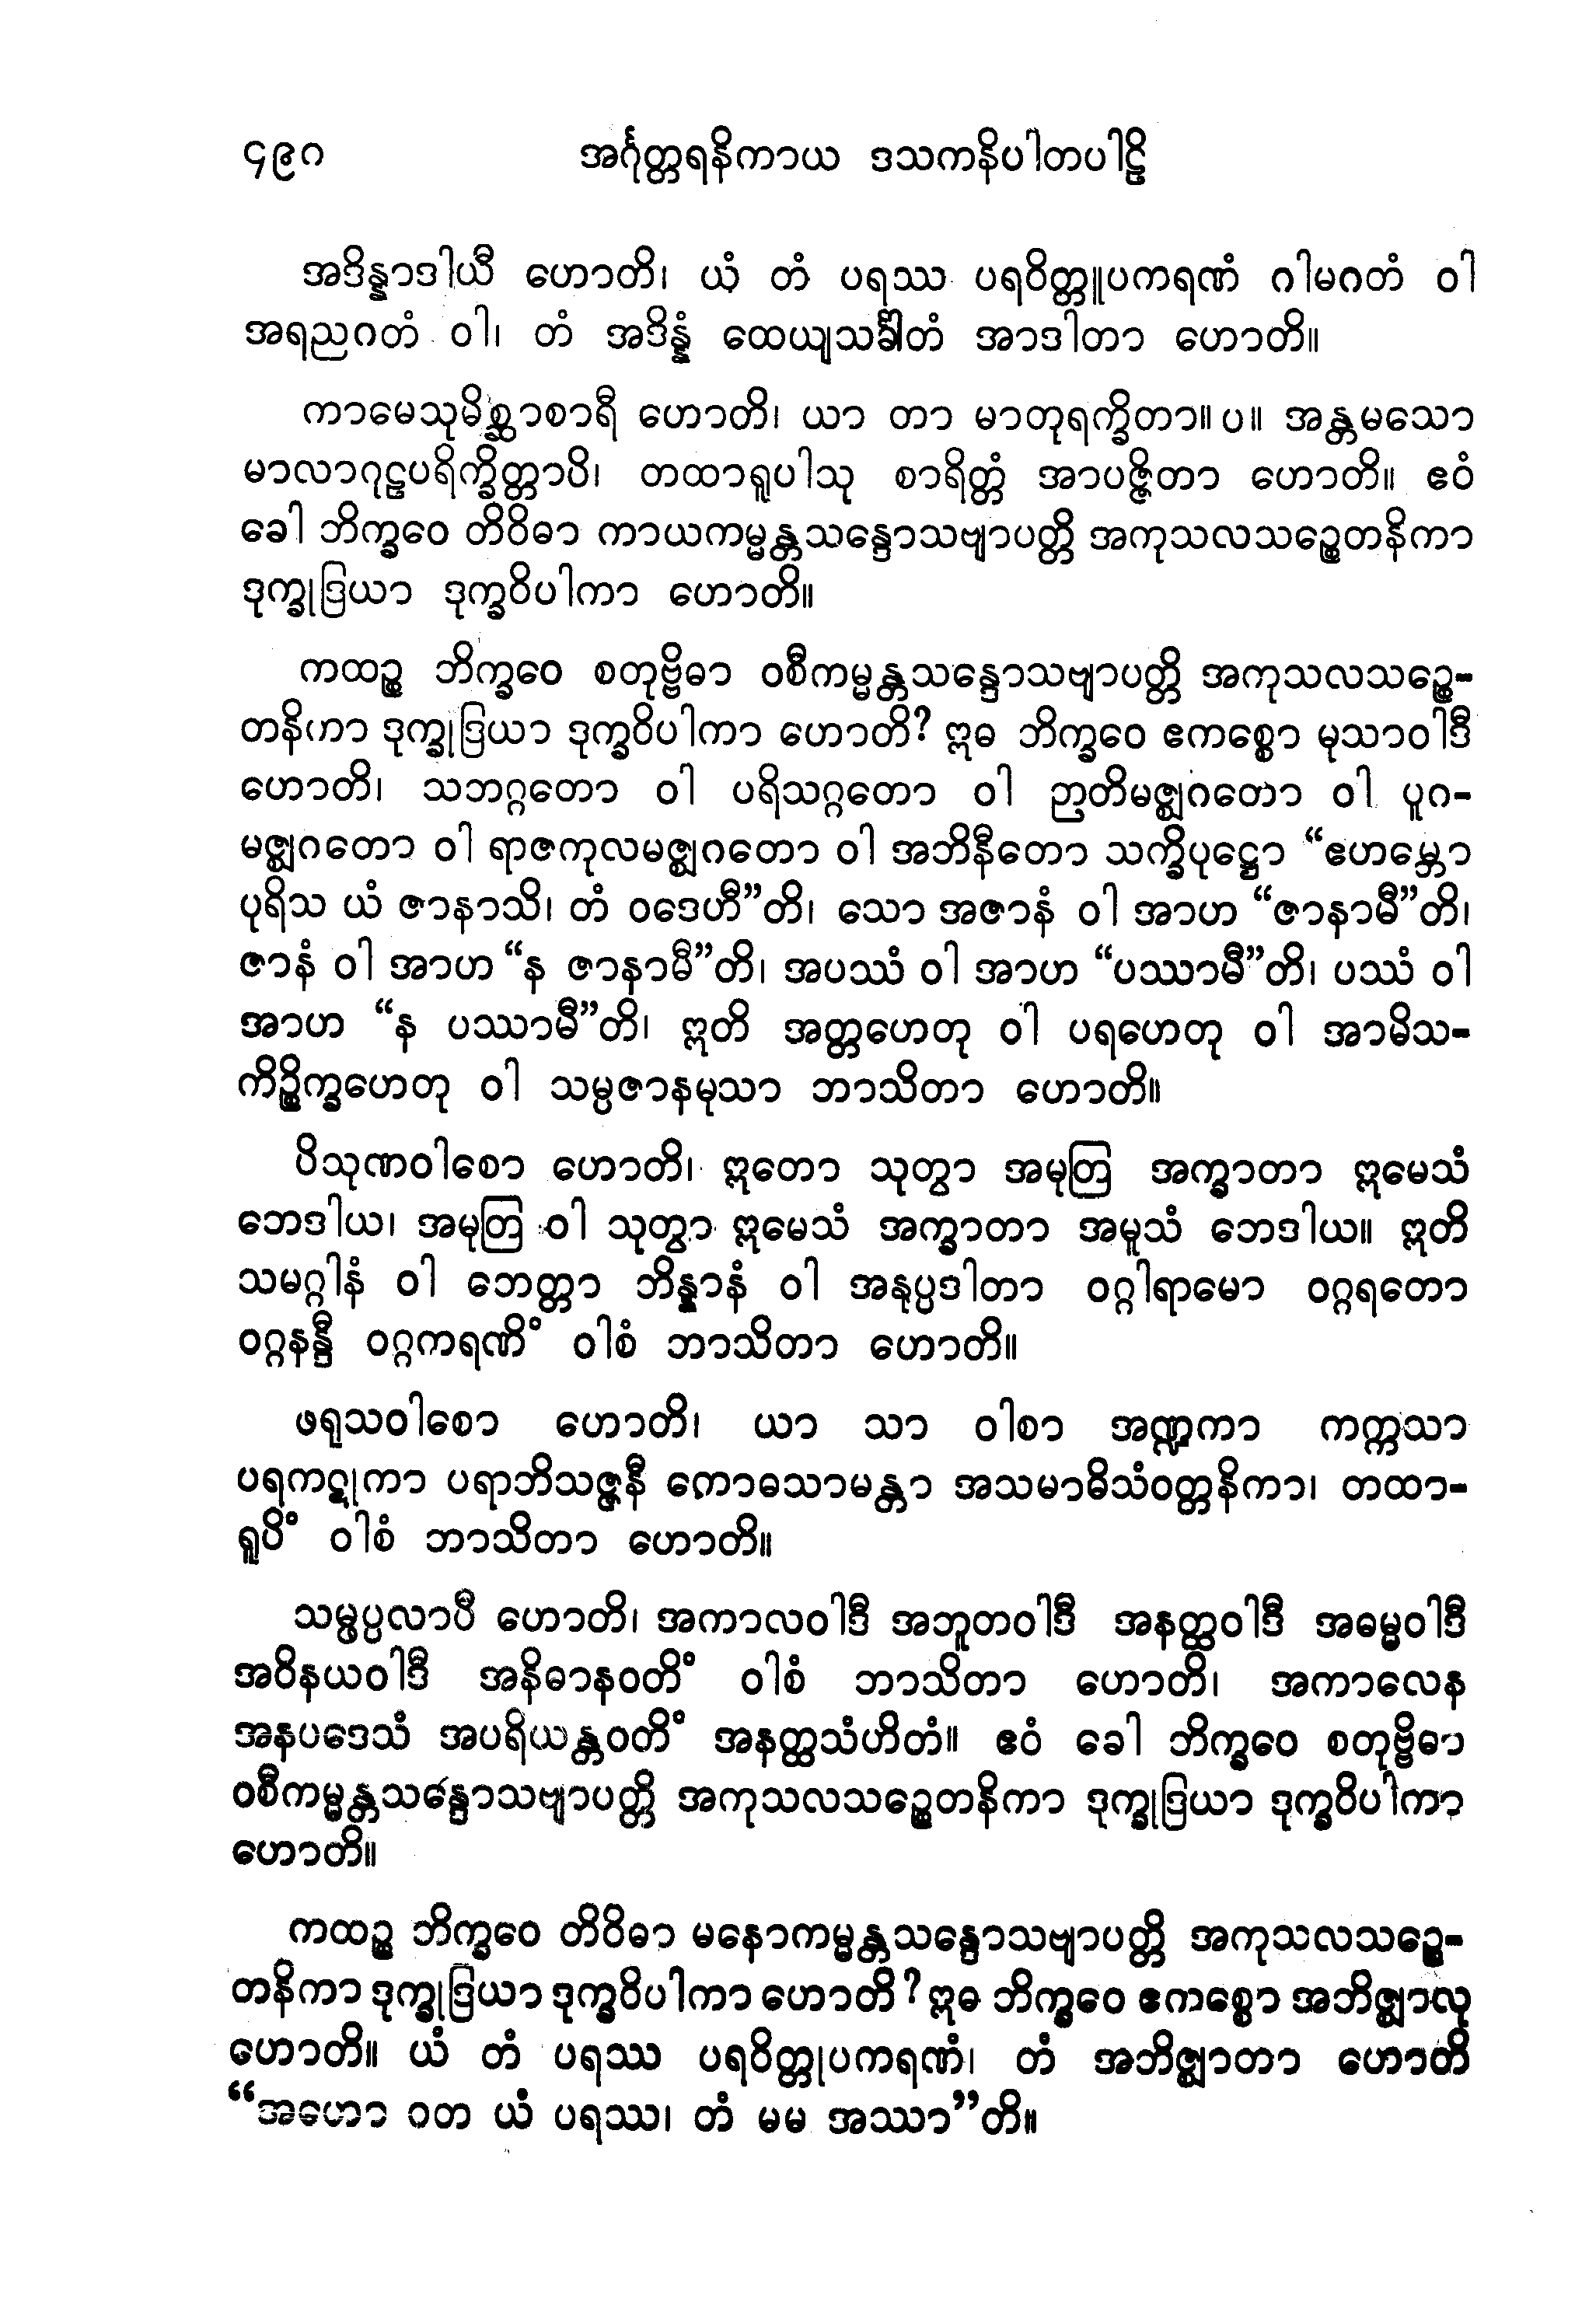 ၄၉၈ အင်္ဂုတ္တရနိကာယ ဒသကနိပါတပါဠိ
အဒိန္နာဒါယီ ဟောတိ၊ ယံ တံ ပရဿ ပရဝိတ္တူပကရဏံ ဂါမဂတံ ဝါ
အရညဂတံ ဝါ၊ တံ အဒိန္နံ ထေယျသင်္ခါတံ အာဒါတာ ဟောတိ။
ကာမေသုမိစ္ဆာစာရီ ဟောတိ၊ ယာ တာ မာတုရက္ခိတာ။ပ။ အန္တမသော
မာလာဂုဠပရိက္ခိတ္တာပိ၊ တထာရူပါသု စာရိတ္တံ အာပဇ္ဇိတာ ဟောတိ။ ဧဝံ
ခေါ ဘိက္ခဝေ တိဝိဓာ ကာယကမ္မန္တသန္ဒောသဗျာပတ္တိ အကုသလသဉ္စေတနိကာ
ဒုက္ခုဒြယာ ဒုက္ခဝိပါကာ ဟောတိ။
ကထဉ္စ ဘိက္ခဝေ စတုဗ္ဗိဓာ ဝစီကမ္မန္တသန္ဒောသဗျာပတ္တိ အကုသလသဉ္စေ-
တနိကာ ဒုက္ခုဒြယာ ဒုက္ခဝိပါကာ ဟောတိ? ဣဓ ဘိက္ခဝေ ဧကစ္စော မုသာဝါဒီ
ဟောတိ၊ သဘဂ္ဂတော ဝါ ပရိသဂ္ဂတော ဝါ ဉာတိမဇ္ဈဂတော ဝါ ပူဂ-
မဇ္ဈဂတော ဝါ ရာဇကုလမဇ္ဈဂတော ဝါ အဘိနီတော သက္ခိပုဋ္ဌော “ဧဟမ္ဘော
ပုရိသ ယံ ဇာနာသိ၊ တံ ဝဒေဟီ”တိ၊ သော အဇာနံ ဝါ အာဟ “ဇာနာမီ”တိ၊
ဇာနံ ဝါ အာဟ “န ဇာနာမီ”တိ၊ အပဿံ ဝါ အာဟ “ပဿာမီ”တိ၊ ပဿံ ဝါ
အာဟ “န ပဿာမီ”တိ၊ ဣတိ အတ္တဟေတု ဝါ ပရဟေတု ဝါ အာမိသ-
ကိဉ္စိက္ခဟေတု ဝါ သမ္ပဇာနမုသာ ဘာသိတာ ဟောတိ။
ပိသုဏဝါစော ဟောတိ၊ ဣတော သုတွာ အမုတြ အက္ခာတာ ဣမေသံ
ဘေဒါယ၊ အမုတြ ဝါ သုတွာ ဣမေသံ အက္ခာတာ အမူသံ ဘေဒါယ။ ဣတိ
သမဂ္ဂါနံ ဝါ ဘေတ္တာ ဘိန္နာနံ ဝါ အနုပ္ပဒါတာ ဝဂ္ဂါရာမော ဝဂ္ဂရတော
ဝဂ္ဂနန္ဒီ ဝဂ္ဂကရဏိံ ဝါစံ ဘာသိတာ ဟောတိ။
ဖရုသဝါစော ဟောတိ၊ ယာ သာ ဝါစာ အဏ္ဍကာ ကက္ကသာ
ပရကဋုကာ ပရာဘိသဇ္ဇနီ ကောဓသာမန္တာ အသမာဓိသံဝတ္တနိကာ၊ တထာ-
ရူပိံ ဝါစံ ဘာသိတာ ဟောတိ။
သမ္ဖပ္ပလာပီ ဟောတိ၊ အကာလဝါဒီ အဘူတဝါဒီ အနတ္ထဝါဒီ အဓမ္မဝါဒီ
အဝိနယဝါဒီ အနိဓာနဝတိံ ဝါစံ ဘာသိတာ ဟောတိ၊ အကာလေန
အနပဒေသံ အပရိယန္တဝတိံ အနတ္ထသံဟိတံ။ ဧဝံ ခေါ ဘိက္ခဝေ စတုဗ္ဗိဓာ
ဝစီကမ္မန္တသန္ဒောသဗျာပတ္တိ အကုသလသဉ္စေတနိကာ ဒုက္ခုဒြယာ ဒုက္ခဝိပါကာ
ဟောတိ။
ကထဉ္စ ဘိက္ခဝေ တိဝိဓာ မနောကမ္မန္တသန္ဒောသဗျာပတ္တိ အကုသလသဉ္စေ-
တနိကာ ဒုက္ခုဒြယာ ဒုက္ခဝိပါကာ ဟောတိ? ဣဓ ဘိက္ခဝေ ဧကစ္စော အဘိဇ္ဈာလု
ဟောတိ။ ယံ တံ ပရဿ ပရဝိတ္တုပကရဏံ၊ တံ အဘိဇ္ဈာတာ ဟောတိ
“အဟော ဝတ ယံ ပရဿ၊ တံ မမ အဿာ”တိ။